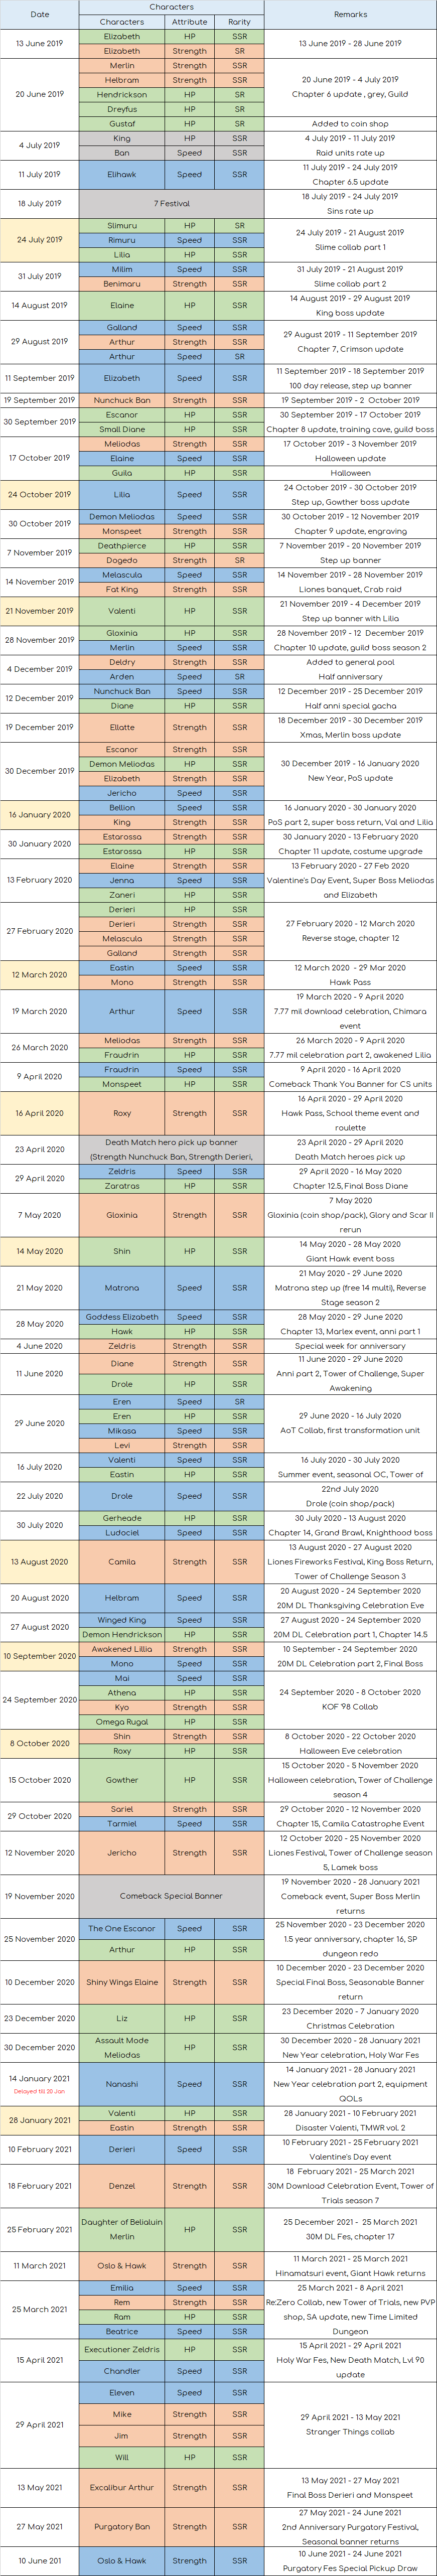 Date Characters Remarks
Characters Attribute Rarity
13 June 2019 Elizabeth HP SSR 13 June 2019 - 28 June 2019
Elizabeth Strength SR
20 June 2019 Merlin Strength SSR 20 June 2019 - 4 July 2019
Helbram Strength SSR Chapter 6 update , grey, Guild
Hendrickson HP SR
Dreyfus HP SR
Gustaf HP SR Added to coin shop
4 July 2019 King HP SSR 4 July 2019 - 11 July 2019
Ban Speed SSR Raid units rate up
11 July 2019 Elihawk Speed SSR 11 July 2019 - 24 July 2019
Chapter 6.5 update
18 July 2019 7 Festival 18 July 2019 - 24 July 2019
Sins rate up
24 July 2019 Slimuru HP SR 24 July 2019 - 21 August 2019
Rimuru Speed SSR Slime collab part 1
Lilia HP SSR
31 July 2019 Milim Speed SSR 31 July 2019 - 21 August 2019
Benimaru Strength SSR Slime collab part 2
14 August 2019 Elaine HP SSR 14 August 2019 - 29 August 2019
King boss update
29 August 2019 Galland Speed SSR 29 August 2019 - 11 September 2019
Arthur Strength SSR Chapter 7, Crimson update
Arthur Speed SR
11 September 2019 Elizabeth Speed SSR 11 September 2019 - 18 September 2019
100 day release, step up banner
19 September 2019 Nunchuck Ban Strength SSR 19 September 2019 - 2 October 2019
30 September 2019 Escanor HP SSR 30 September 2019 - 17 October 2019
Small Diane HP SSR Chapter 8 update, training cave, guild boss
17 October 2019 Meliodas Strength SSR 17 October 2019 - 3 November 2019
Elaine Speed SSR Halloween update
Guila HP SSR Halloween
24 October 2019 Lilia Speed SSR 24 October 2019 - 30 October 2019
Step up, Gowther boss update
30 October 2019 Demon Meliodas Speed SSR 30 October 2019 - 12 November 2019
Monspeet Strength SSR Chapter 9 update, engraving
7 November 2019 Deathpierce HP SSR 7 November 2019 - 20 November 2019
Dogedo Strength SR Step up banner
14 November 2019 Melascula Speed SSR 14 November 2019 - 28 November 2019
Fat King Strength SSR Liones banquet, Crab raid
21 November 2019 Valenti HP SSR 21 November 2019 - 4 December 2019
Step up banner with Lilia
28 November 2019 Gloxinia HP SSR 28 November 2019 - 12 December 2019
Merlin Speed SSR Chapter 10 update, guild boss season 2
4 December 2019 Deldry Strength SSR Added to general pool
Arden Speed SR Half anniversary
12 December 2019 Nunchuck Ban Speed SSR 12 December 2019 - 25 December 2019
Diane HP SSR Half anni special gacha
19 December 2019 Ellatte Strength SSR 18 December 2019 - 30 December 2019
Xmas, Merlin boss update
30 December 2019 Escanor Strength SSR 30 December 2019 - 16 January 2020
Demon Meliodas HP SSR New Year, PoS update
Elizabeth Strength SSR
Jericho Speed SSR
16 January 2020 Bellion Speed SSR 16 January 2020 - 30 January 2020
King Strength SSR PoS part 2, super boss return, Val and Lilia
30 January 2020 Estarossa Strength SSR 30 January 2020 - 13 February 2020
Estarossa HP SSR Chapter 11 update, costume upgrade
13 February 2020 Elaine Strength SSR 13 February 2020 - 27 Feb 2020
Jenna Speed SSR Valentine's Day Event, Super Boss Meliodas
Zaneri HP SSR and Elizabeth
27 February 2020 Derieri HP SSR 27 February 2020 - 12 March 2020
Derieri Strength SSR Reverse stage, chapter 12
Melascula Strength SSR
Galland Strength SSR
12 March 2020 Eastin Speed SSR 12 March 2020 - 29 Mar 2020
Mono Strength SSR Hawk Pass
19 March 2020 Arthur Speed SSR 19 March 2020 - 9 April 2020
7.77 mil download celebration, Chimara
event
26 March 2020 Meliodas Strength SSR 26 March 2020 - 9 April 2020
Fraudrin HP SSR 7.77 mil celebration part 2, awakened Lilia
9 April 2020 Fraudrin Speed SSR 9 April 2020 - 16 April 2020
Monspeet HP SSR Comeback Thank You Banner for CS units
16 April 2020 Roxy Strength SSR 16 April 2020 - 29 April 2020
Hawk Pass, School theme event and
roulette
23 April 2020 Death Match hero pick up banner 23 April 2020 - 29 April 2020
(Strength Nunchuck Ban, Strength Derieri, Death Match heroes pick up
29 April 2020 Zeldris Speed SSR 29 April 2020 - 16 May 2020
Zaratras HP SSR Chapter 12.5, Final Boss Diane
7 May 2020 Gloxinia Strength SSR 7 May 2020
Gloxinia (coin shop/pack), Glory and Scar II
rerun
14 May 2020 Shin HP SSR 14 May 2020 - 28 May 2020
Giant Hawk event boss
21 May 2020 Matrona Speed SSR 21 May 2020 - 29 June 2020
Matrona step up (free 14 multi), Reverse
Stage season 2
28 May 2020 Goddess Elizabeth Speed SSR 28 May 2020 - 29 June 2020
Hawk HP SSR Chapter 13, Marlex event, anni part 1
4 June 2020 Zeldris Strength SSR Special week for anniversary
11 June 2020 Diane Strength SSR 11 June 2020 - 29 June 2020
Drole HP SSR Anni part 2, Tower of Challenge, Super
Awakening
29 June 2020 Eren Speed SR 29 June 2020 - 16 July 2020
Eren HP SSR AoT Collab, first transformation unit
Mikasa Speed SSR
Levi Strength SSR
16 July 2020 Valenti Speed SSR 16 July 2020 - 30 July 2020
Eastin HP SSR Summer event, seasonal OC, Tower of
22 July 2020 Drole Speed SSR 22nd July 2020
Drole (coin shop/pack)
30 July 2020 Gerheade HP SSR 30 July 2020 - 13 August 2020
Ludociel Speed SSR Chapter 14, Grand Brawl, Knighthood boss
13 August 2020 Camila Strength SSR 13 August 2020 - 27 August 2020
Liones Fireworks Festival, King Boss Return,
Tower of Challenge Season 3
20 August 2020 Helbram Speed SSR 20 August 2020 - 24 September 2020
20M DL Thanksgiving Celebration Eve
27 August 2020 Winged King Speed SSR 27 August 2020 - 24 September 2020
Demon Hendrickson HP SSR 20M DL Celebration part 1, Chapter 14.5
10 September 2020 Awakened Lillia Strength SSR 10 September - 24 September 2020
Mono Speed SSR 20M DL Celebration part 2, Final Boss
24 September 2020 Mai Speed SSR 24 September 2020 - 8 October 2020
Athena HP SSR KOF 98 Collab
Kyo Strength SSR
Omega Rugal HP SSR
8 October 2020 Shin Strength SSR 8 October 2020 - 22 October 2020
Roxy HP SSR Halloween Eve celebration
15 October 2020 Gowther HP SSR 15 October 2020 - 5 November 2020
Halloween celebration, Tower of Challenge
season 4
29 October 2020 Sariel Strength SSR 29 October 2020 - 12 November 2020
Tarmiel Speed SSR Chapter 15, Camila Catastrophe Event
12 November 2020 Jericho Strength SSR 12 October 2020 - 25 November 2020
Liones Festival, Tower of Challenge season
5, Lamek boss
19 November 2020 Comeback Special Banner 19 November 2020 - 28 January 2021
Comeback event, Super Boss Merlin
returns
25 November 2020 The One Escanor Speed SSR 25 November 2020 - 23 December 2020
Arthur HP SSR 1.5 year anniversary, chapter 16, SP
dungeon redo
10 December 2020 Shiny Wings Elaine Strength SSR 10 December 2020 - 23 December 2020
Special Final Boss, Seasonable Banner
return
23 December 2020 Liz HP SSR 23 December 2020 - 7 January 2020
Christmas Celebration
30 December 2020 Assault Mode HP SSR 30 December 2020 - 28 January 2021
Meliodas New Year celebration, Holy War Fes
14 January 2021 Nanashi Speed SSR 14 January 2021 - 28 January 2021
Delayed till 20 Jan New Year celebration part 2, equipment
QOLs
28 January 2021 Valenti HP SSR 28 January 2021 - 10 February 2021
Eastin Strength SSR Disaster Valenti, TMWR vol. 2
10 February 2021 Derieri Speed SSR 10 February 2021 - 25 February 2021
Valentine's Day event
18 February 2021 Denzel Strength SSR 18 February 2021 - 25 March 2021
30M Download Celebration Event, Tower of
Trials season 7
25 February 2021 Daughter of Belialuin HP SSR 25 December 2021 - 25 March 2021
Merlin 30M DL Fes, chapter 17
11 March 2021 Oslo & Hawk Strength SSR 11 March 2021 - 25 March 2021
Hinamatsuri event, Giant Hawk returns
25 March 2021 Emilia Speed SSR 25 March 2021 - 8 April 2021
Rem Strength SSR Re:Zero Collab, new Tower of Trials, new PVP
Ram HP SSR shop, SA update, new Time Limited
Beatrice Speed SSR Dungeon
15 April 2021 Executioner Zeldris HP SSR 15 April 2021 - 29 April 2021
Chandler Speed SSR Holy War Fes, New Death Match, Lvl 90
update
29 April 2021 Eleven Speed SSR 29 April 2021 - 13 May 2021
Mike Strength SSR Stranger Things collab
Jim Strength SSR
Will HP SSR
13 May 2021 Excalibur Arthur Strength SSR 13 May 2021 - 27 May 2021
Final Boss Derieri and Monspeet
27 May 2021 Purgatory Ban Strength SSR 27 May 2021 - 24 June 2021
2nd Anniversary Purgatory Festival,
Seasonal banner returns
10 June 201 Oslo & Hawk Speed SSR 10 June 2021 - 24 June 2021
Purgatory Fes Special Pickup Draw